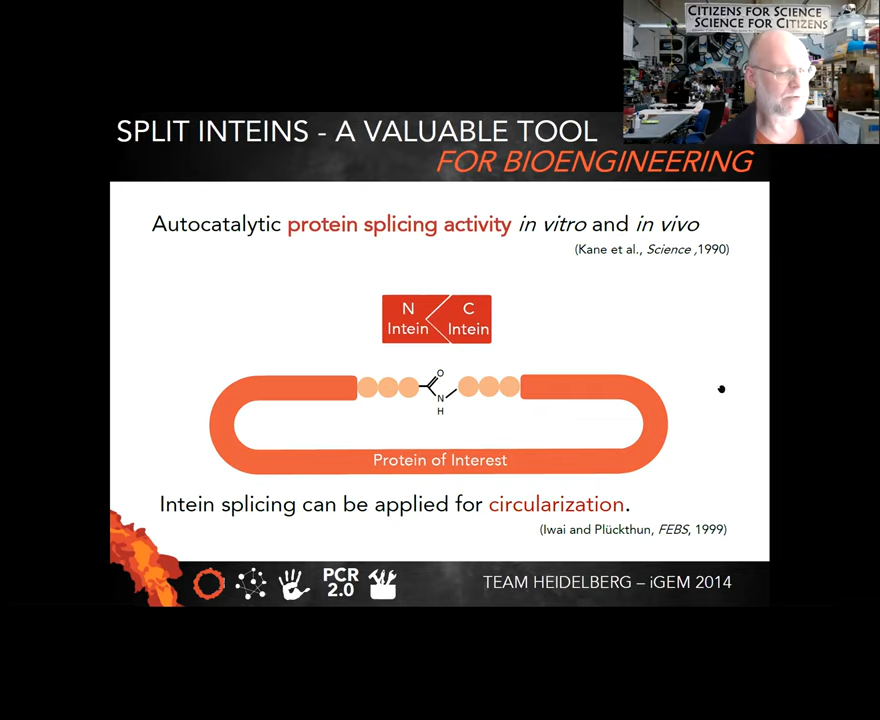 CITIZENS FOR SCIENCE
SCIENCE FOR CITIZENS
SPLIT INTEINS - A VALUABLE TOOL
FOR BIOENGINEERING
Autocatalytic protein splicing activity in vitro and in vivo
(Kane et al., Science ,1990)
N C
Intein Intein
O
N
H
Protein of Interest
Intein splicing can be applied for circularization.
(Iwai and Plückthun, FEBS, 1999)
PCR
2.0
TEAM HEIDELBERG – iGEM 2014